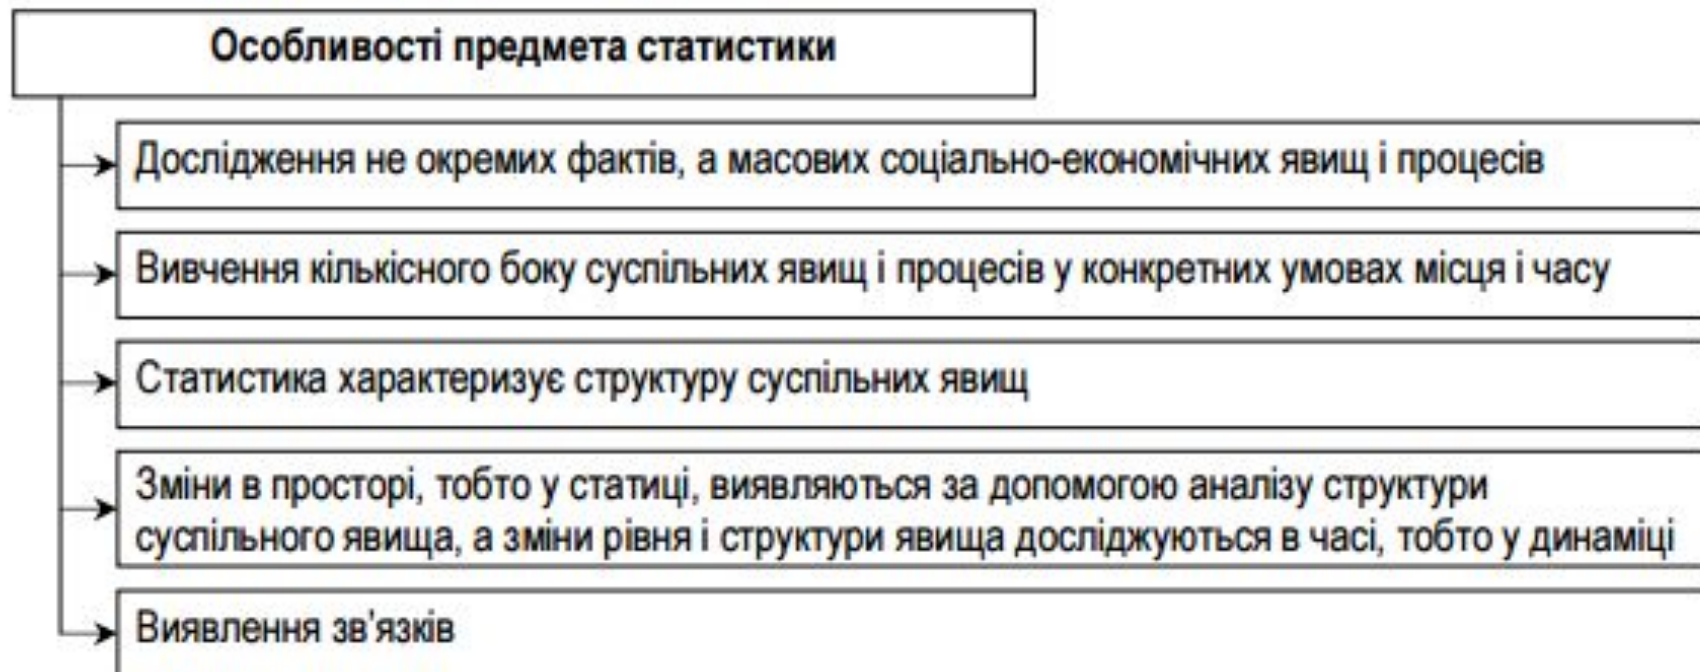 Особливості предмета статистики
Дослідження не окремих фактів, а масових соціально-економічних явищ і процесів
Вивчення кількісного боку суспільних явищ і процесів у конкретних умовах місця і часу
Статистика характеризує структуру суспільних явищ
Зміни в просторі, тобто у статиці, виявляються за допомогою аналізу структури
суспільного явища, а зміни рівня і структури явища досліджуються в часі, тобто у динаміці
Виявлення зв'язків